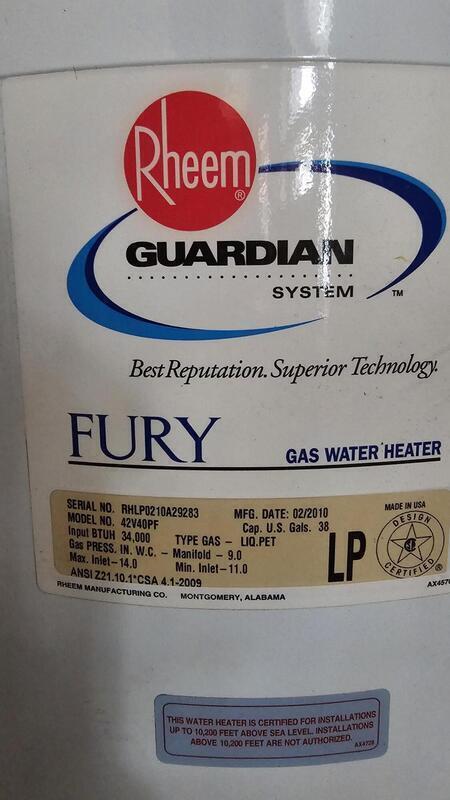 Rheem®
GUARDIAN
SYSTEM ™
Best Reputation. Superior Technology.
FURY GAS WATER HEATER
SERIAL NO. RHLP0210A29283 MFG. DATE: 02/2010
MODEL NO. 42V40PF Cap. U.S. Gals. 38
Input BTUH 34,000 TYPE GAS - LIQ.PET
Gas PRESS. IN. W.C. - Manifold - 9.0
Max. Inlet-14.0 Min. Inlet-11.0
ANSI Z21.10.1*CSA 4.1-2009
LP
MADE IN USA
DESIGN
CERTIFIED ®
RHEEM MANUFACTURING CO. MONTGOMERY, ALABAMA
THIS WATER HEATER IS CERTIFIED FOR INSTALLATIONS
UP TO 10,200 FEET ABOVE SEA LEVEL. INSTALLATIONS
ABOVE 10,200 FEET ARE NOT AUTHORIZED.
AX4728